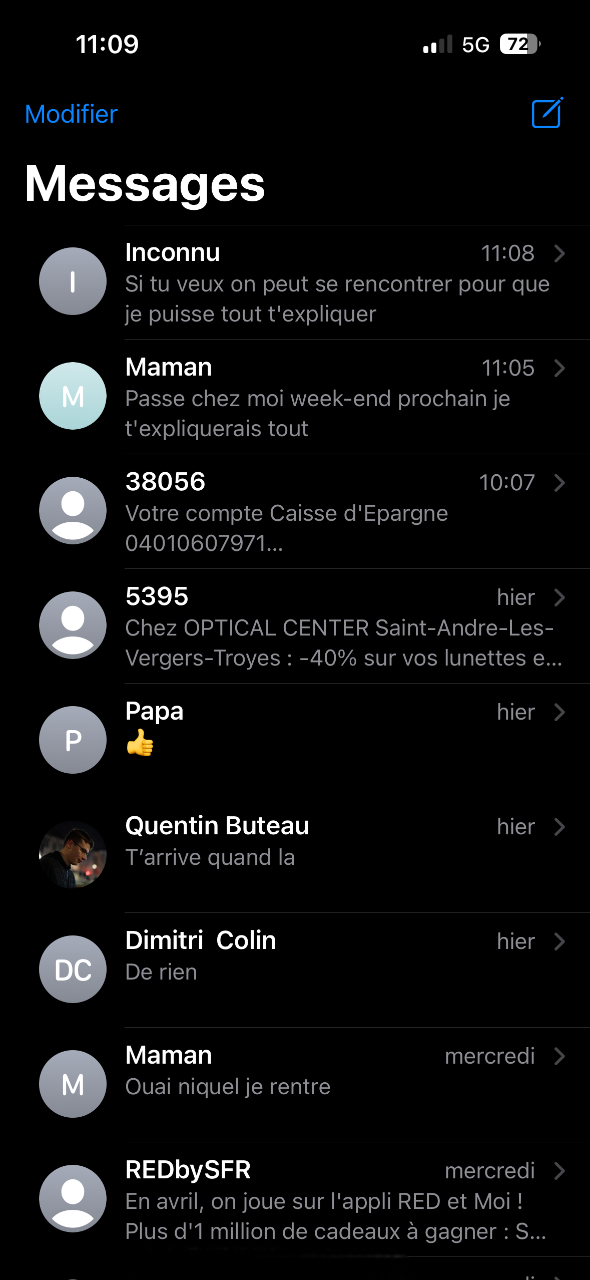 11:09
5G
72
Modifier
Messages
I
Inconnu
11:08
Si tu veux on peut se rencontrer pour que
je puisse tout t'expliquer
M
Maman
11:05
Passe chez moi week-end prochain je
t'expliquerais tout
38056
10:07
Votre compte Caisse d'Epargne
04010607971...
5395
hier
Chez OPTICAL CENTER Saint-Andre-Les-
Vergers-Troyes : -40% sur vos lunettes e...
P
Papa
hier
👍
Quentin Buteau
hier
T’arrive quand la
DC
Dimitri  Colin
hier
De rien
M
Maman
mercredi
Ouai niquel je rentre
REDbySFR
mercredi
En avril, on joue sur l'appli RED et Moi !
Plus d'1 million de cadeaux à gagner : S...